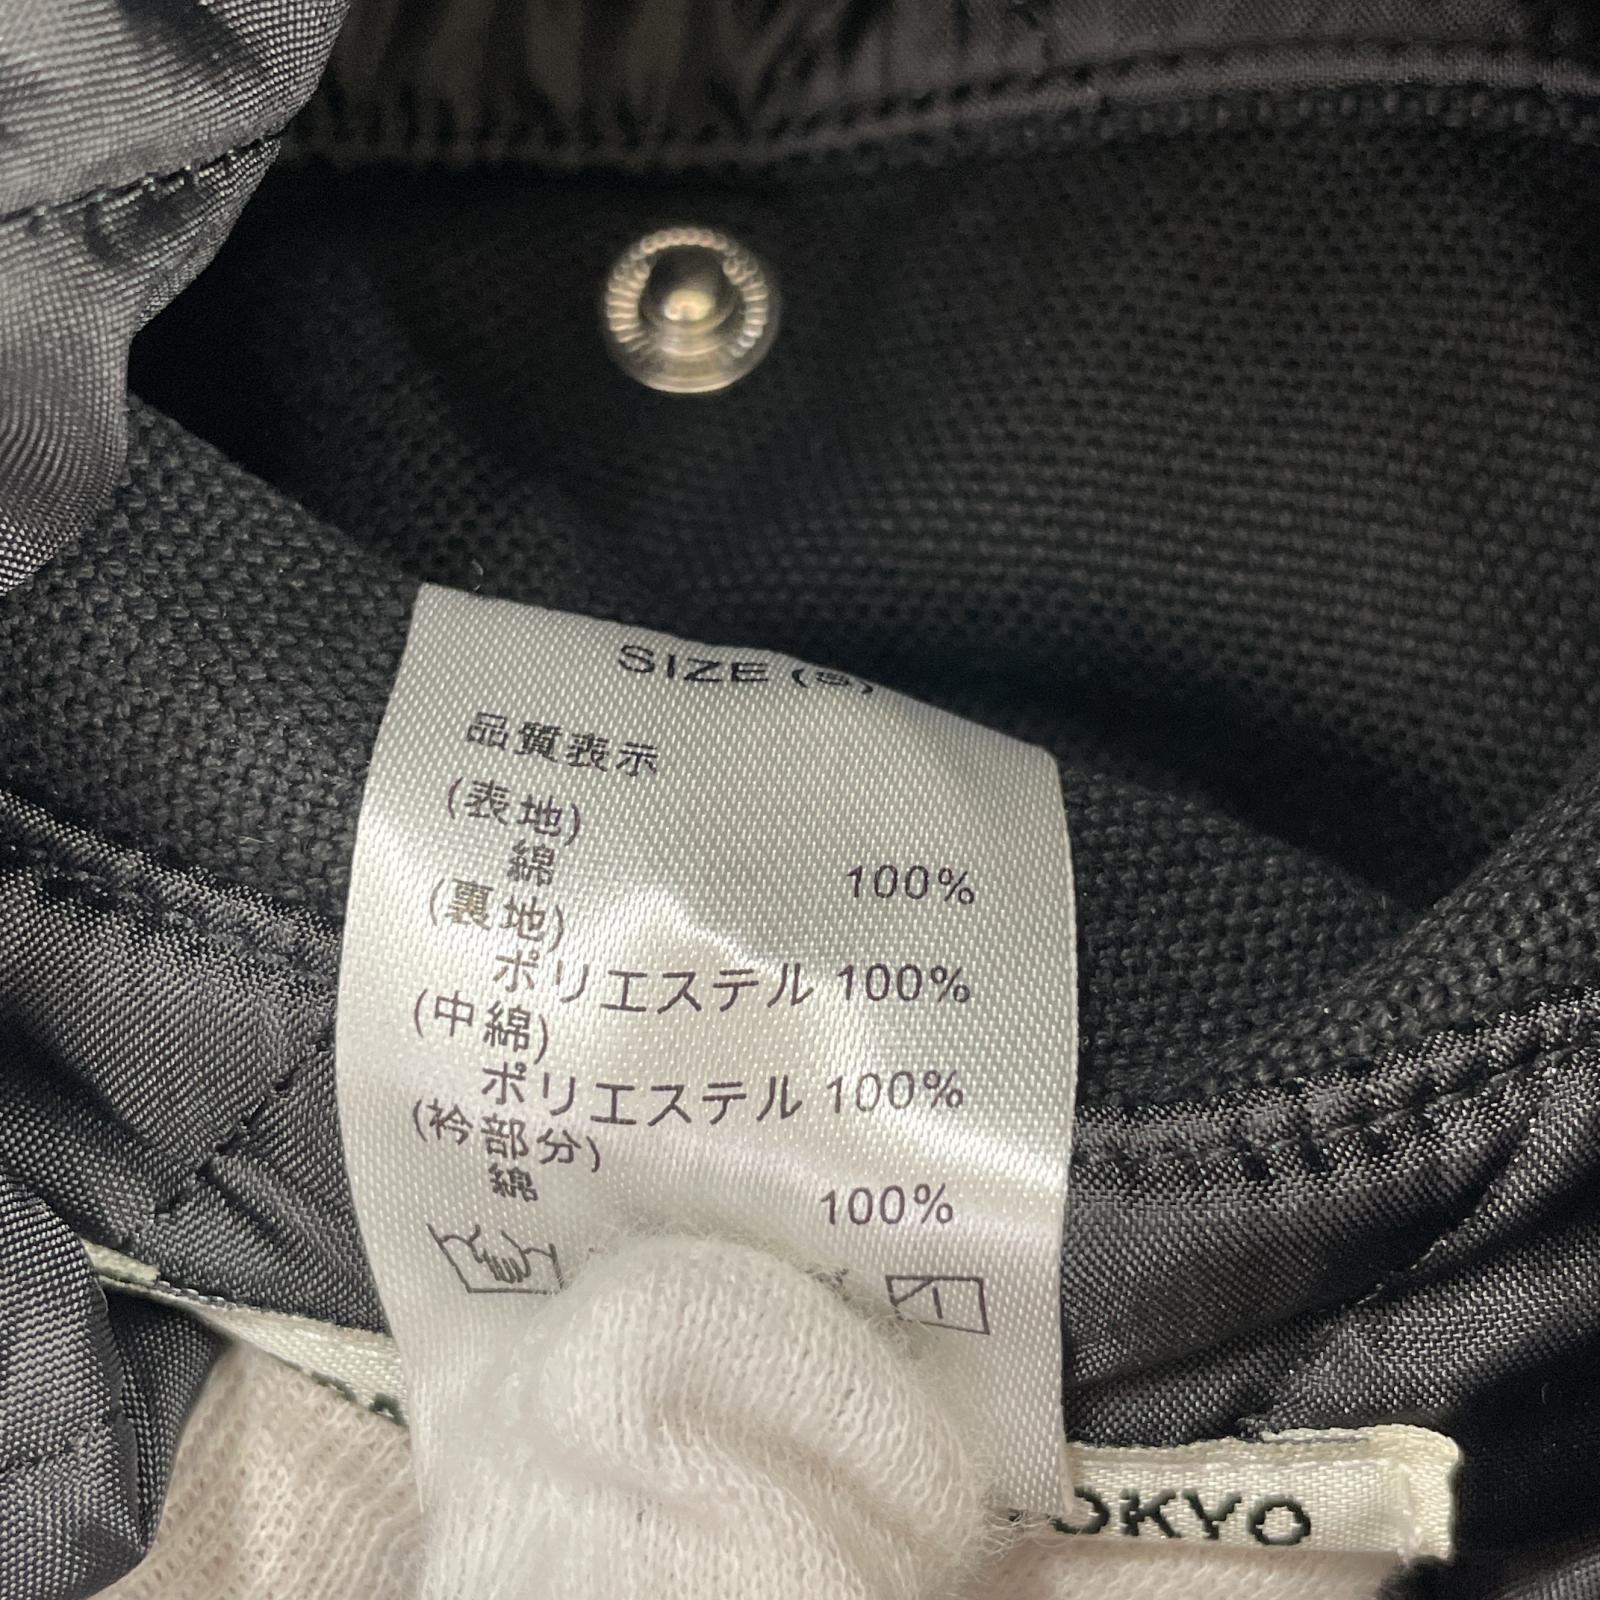 SIZE (S)
品質表示
(表地)
綿 100%
(裏地)
ポリエステル 100%
(中綿)
ポリエステル 100%
(衿部分)
綿 100%
OKYO